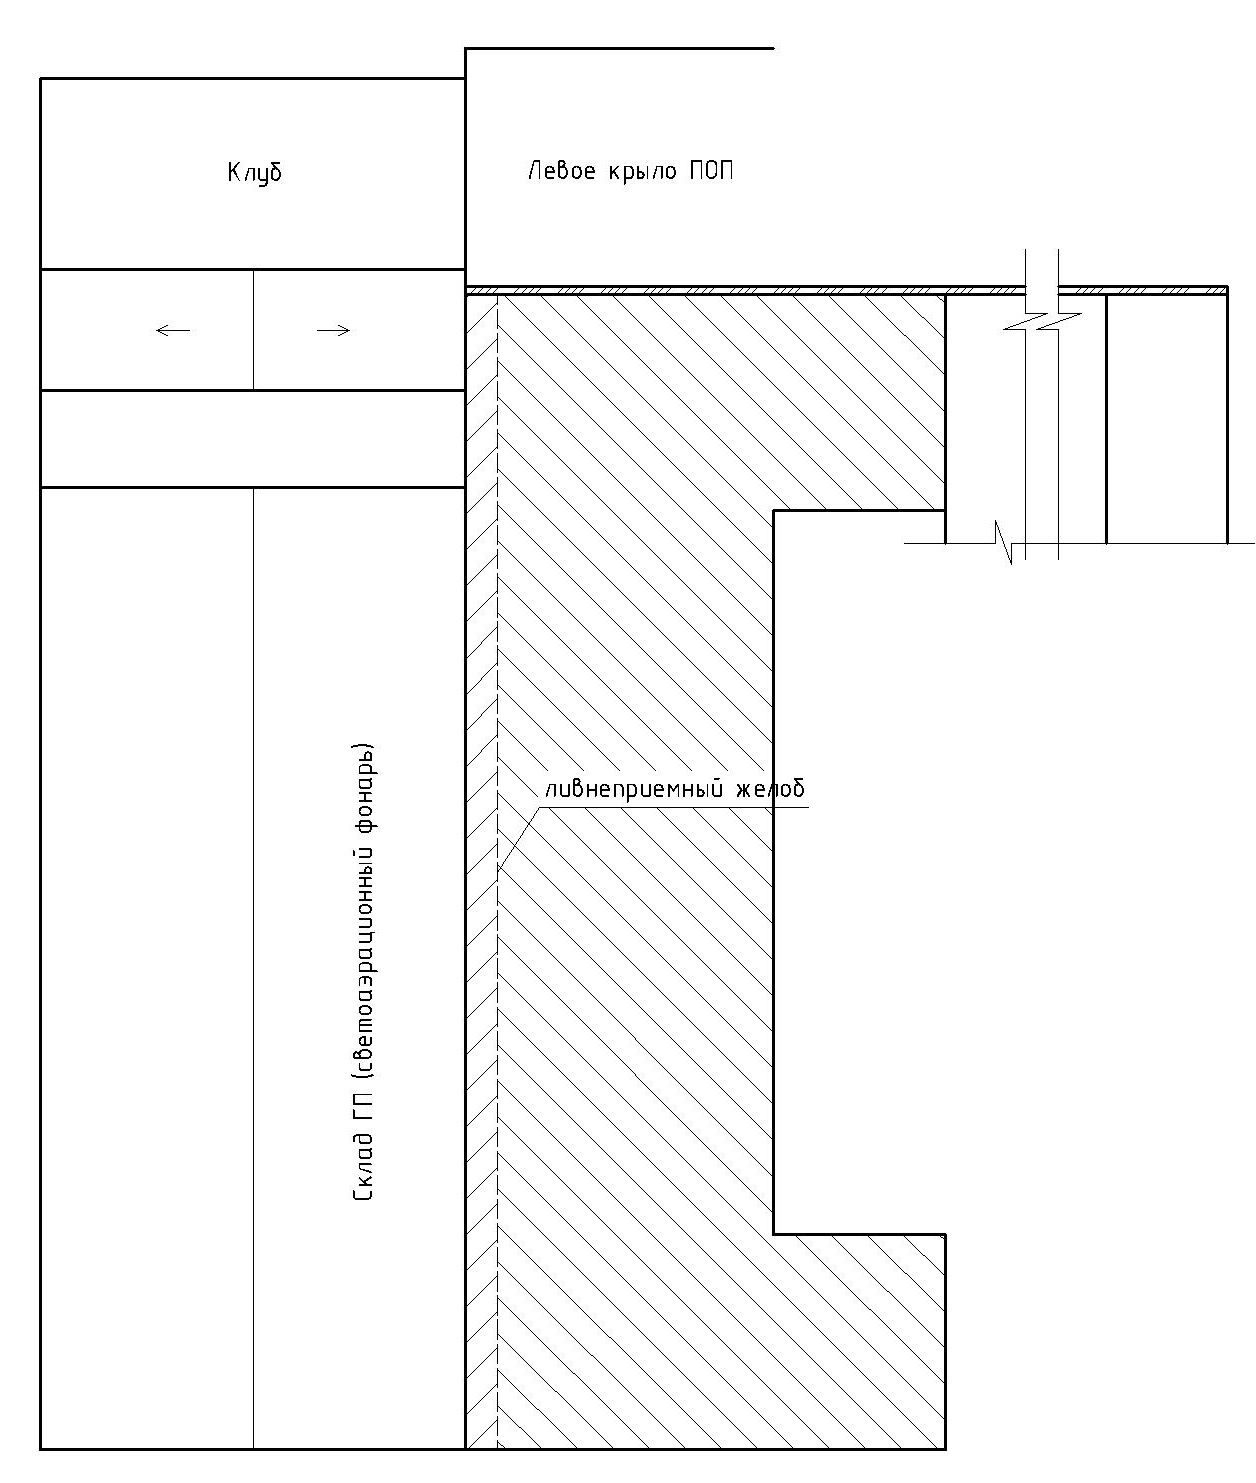 Клуб
Левое крыло ПОП
ливнеприемный желоб
Склад ГП (светоаэрационный фонарь)